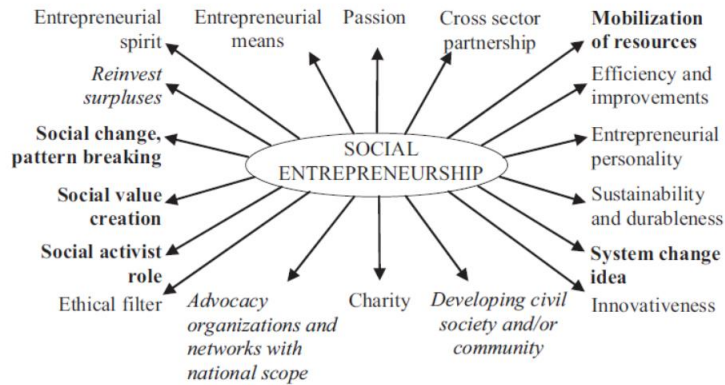 Entrepreneurial
spirit
Entrepreneurial
means
Passion
Cross sector
partnership
Mobilization
of resources
Reinvest
surpluses
Efficiency and
improvements
Social change,
pattern breaking
SOCIAL
ENTREPRENEURSHIP
Entrepreneurial
personality
Social value
creation
Sustainability
and durableness
Social activist
role
System change
idea
Ethical filter
Advocacy
organizations and
networks with
national scope
Charity
Developing civil
society and/or
community
Innovativeness